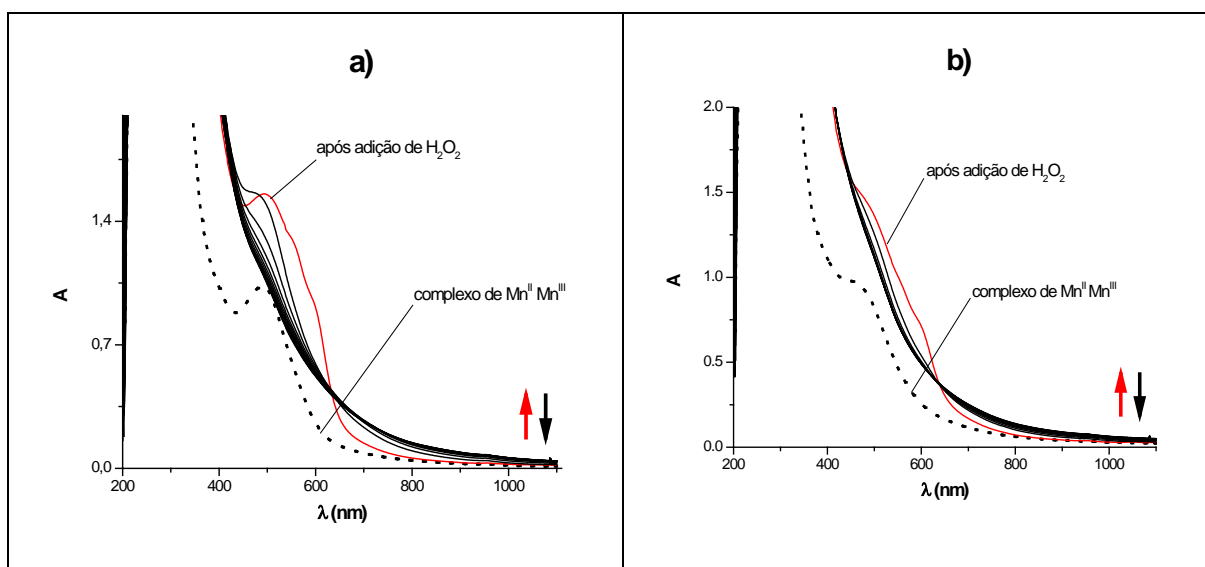 a)
após adição de H₂O₂
1,4
A
complexo de Mnᴵᴵ Mnᴵᴵᴵ
0,7
0,0
200 400 600 800 1000
λ (nm)
b)
2.0
após adição de H₂O₂
1.5
A
1.0
complexo de Mnᴵᴵ Mnᴵᴵᴵ
0.5
0.0
200 400 600 800 1000
λ (nm)